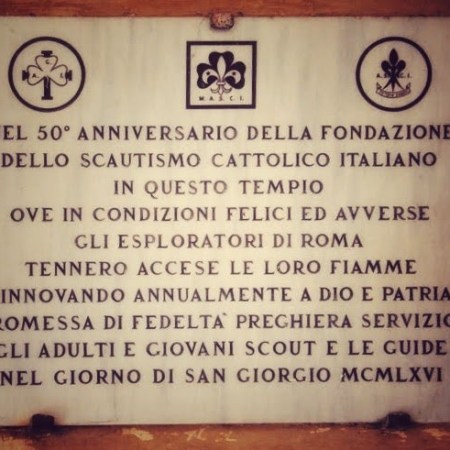 A. G. I.
M.A.S.C.I.
A.S.C.I.
NEL 50° ANNIVERSARIO DELLA FONDAZIONE
DELLO SCAUTISMO CATTOLICO ITALIANO
IN QUESTO TEMPIO
OVE IN CONDIZIONI FELICI ED AVVERSE
GLI ESPLORATORI DI ROMA
TENNERO ACCESE LE LORO FIAMME
INNOVANDO ANNUALMENTE A DIO E PATRIA
ROMESSA DI FEDELTA' PREGHIERA SERVIZIO
GLI ADULTI E GIOVANI SCOUT E LE GUIDE
NEL GIORNO DI SAN GIORGIO MCMLXVI